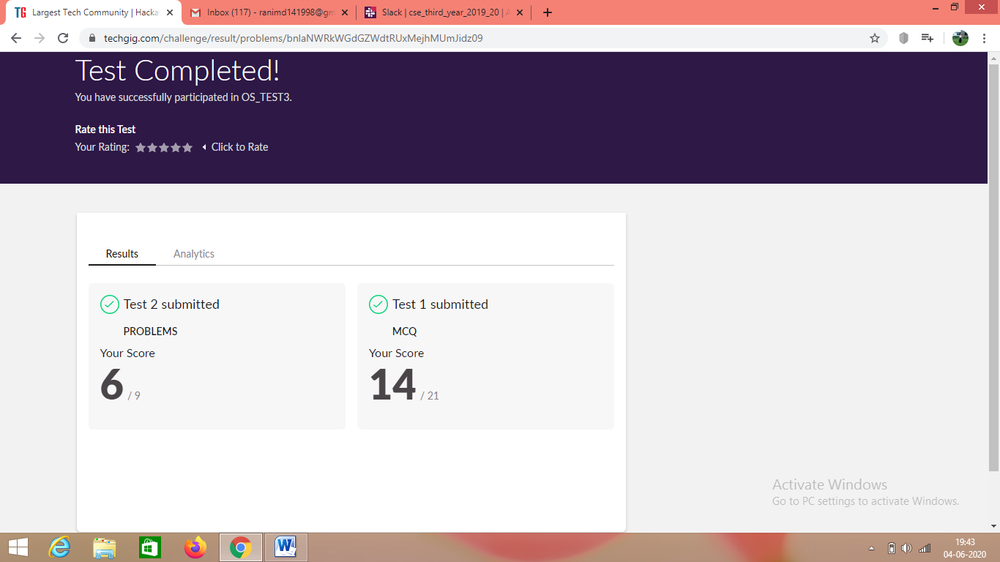 TG Largest Tech Community | Hacka
Inbox (117) - ranimd141998@gm
Slack | cse_third_year_2019_20 |
techgig.com/challenge/result/problems/bnlaNWRkWGdGZWdtRUxMejhMUmJidz09
Test Completed!
You have successfully participated in OS_TEST3.
Rate this Test
Your Rating: Click to Rate
Results Analytics
Test 2 submitted
PROBLEMS
Your Score
6 / 9
Test 1 submitted
MCQ
Your Score
14 / 21
Activate Windows
Go to PC settings to activate Windows.
19:43
04-06-2020